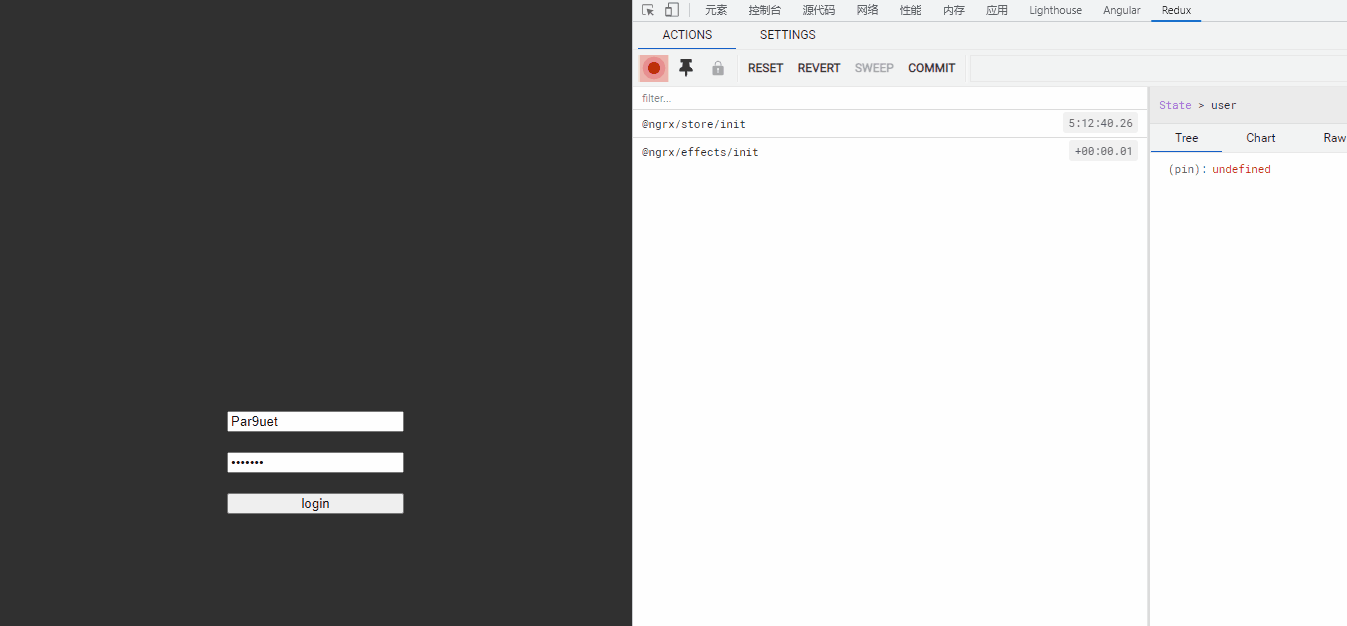 元素 控制台 源代码 网络 性能 内存 应用 Lighthouse Angular Redux
ACTIONS SETTINGS
RESET REVERT SWEEP COMMIT
filter...
@ngrx/store/init 5:12:40.26
@ngrx/effects/init +00:00.01
State > user
Tree Chart Raw
(pin): undefined
Par9uet
•••••••
login